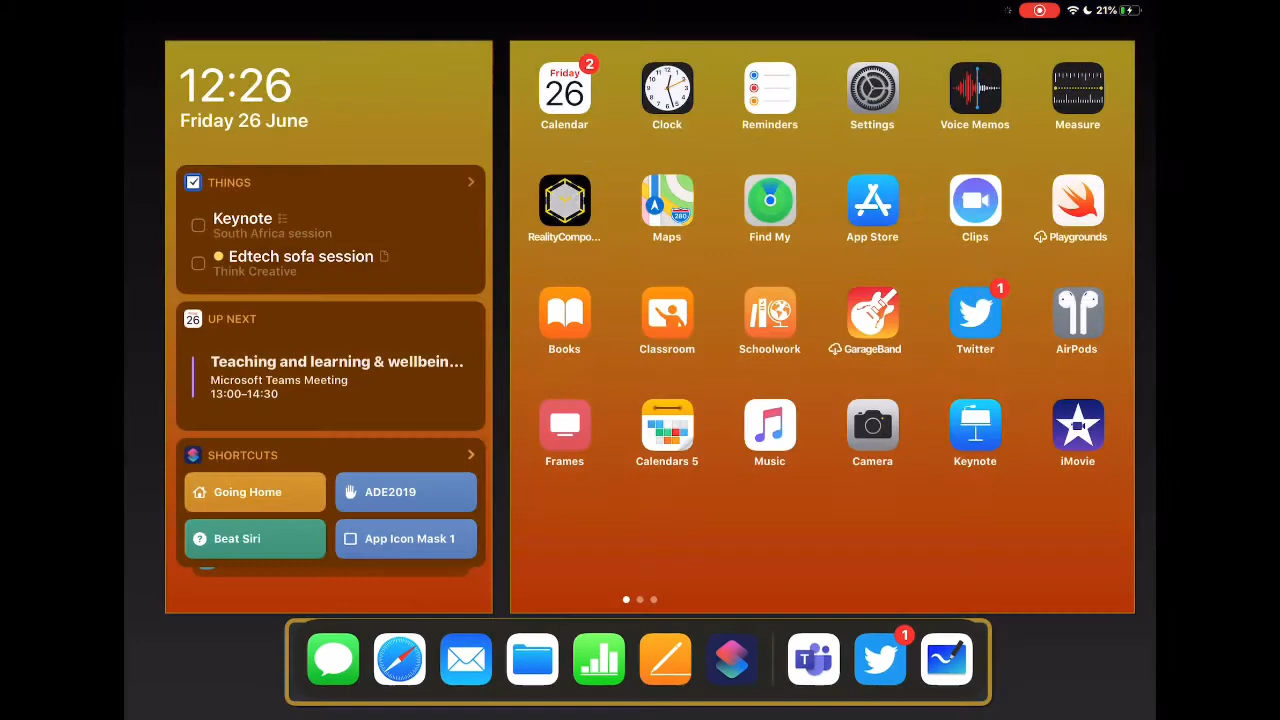 21%
12:26
Friday 26 June
THINGS
Keynote
South Africa session
Edtech sofa session
Think Creative
26
UP NEXT
Teaching and learning & wellbein...
Microsoft Teams Meeting
13:00–14:30
SHORTCUTS
Going Home
ADE2019
Beat Siri
App Icon Mask 1
2
Friday
26
Calendar
Clock
Reminders
Settings
Voice Memos
Measure
RealityCompo...
280
Maps
Find My
App Store
Clips
Playgrounds
Books
Classroom
Schoolwork
GarageBand
1
Twitter
AirPods
Frames
Calendars 5
Music
Camera
Keynote
iMovie
T
1